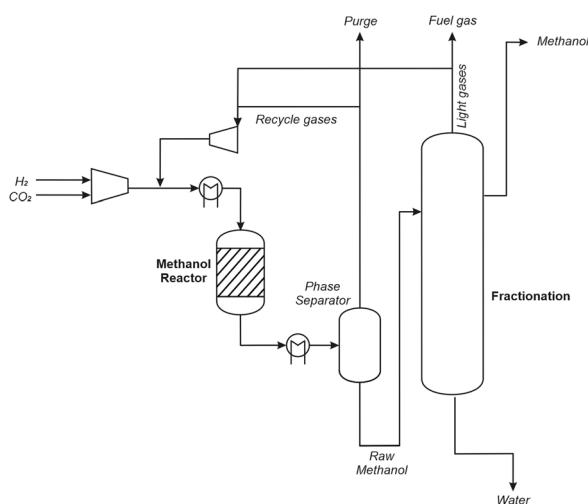 Purge
Fuel gas
Methanol
Light gases
Recycle gases
H₂
CO₂
Methanol
Reactor
Phase
Separator
Fractionation
Raw
Methanol
Water